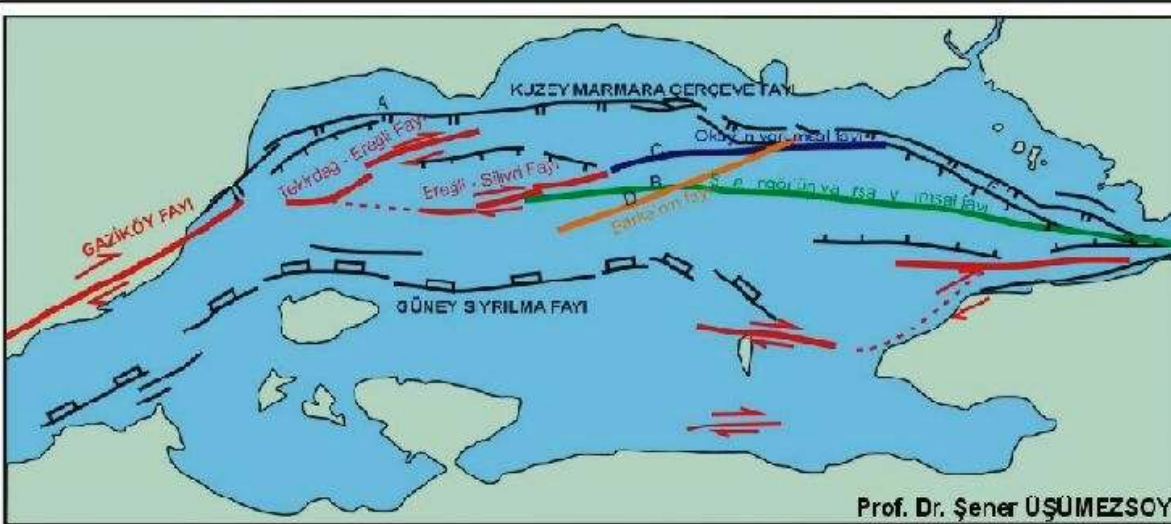 A
KUZEY MARMARA ÇERÇEVE FAYI
Tekirdağ - Ereğli Fayı
C
Ereğli - Silivri Fayı
B
D
GAZİKÖY FAYI
GÜNEY SIYRILMA FAYI
Prof. Dr. Şener ÜŞÜMEZSOY